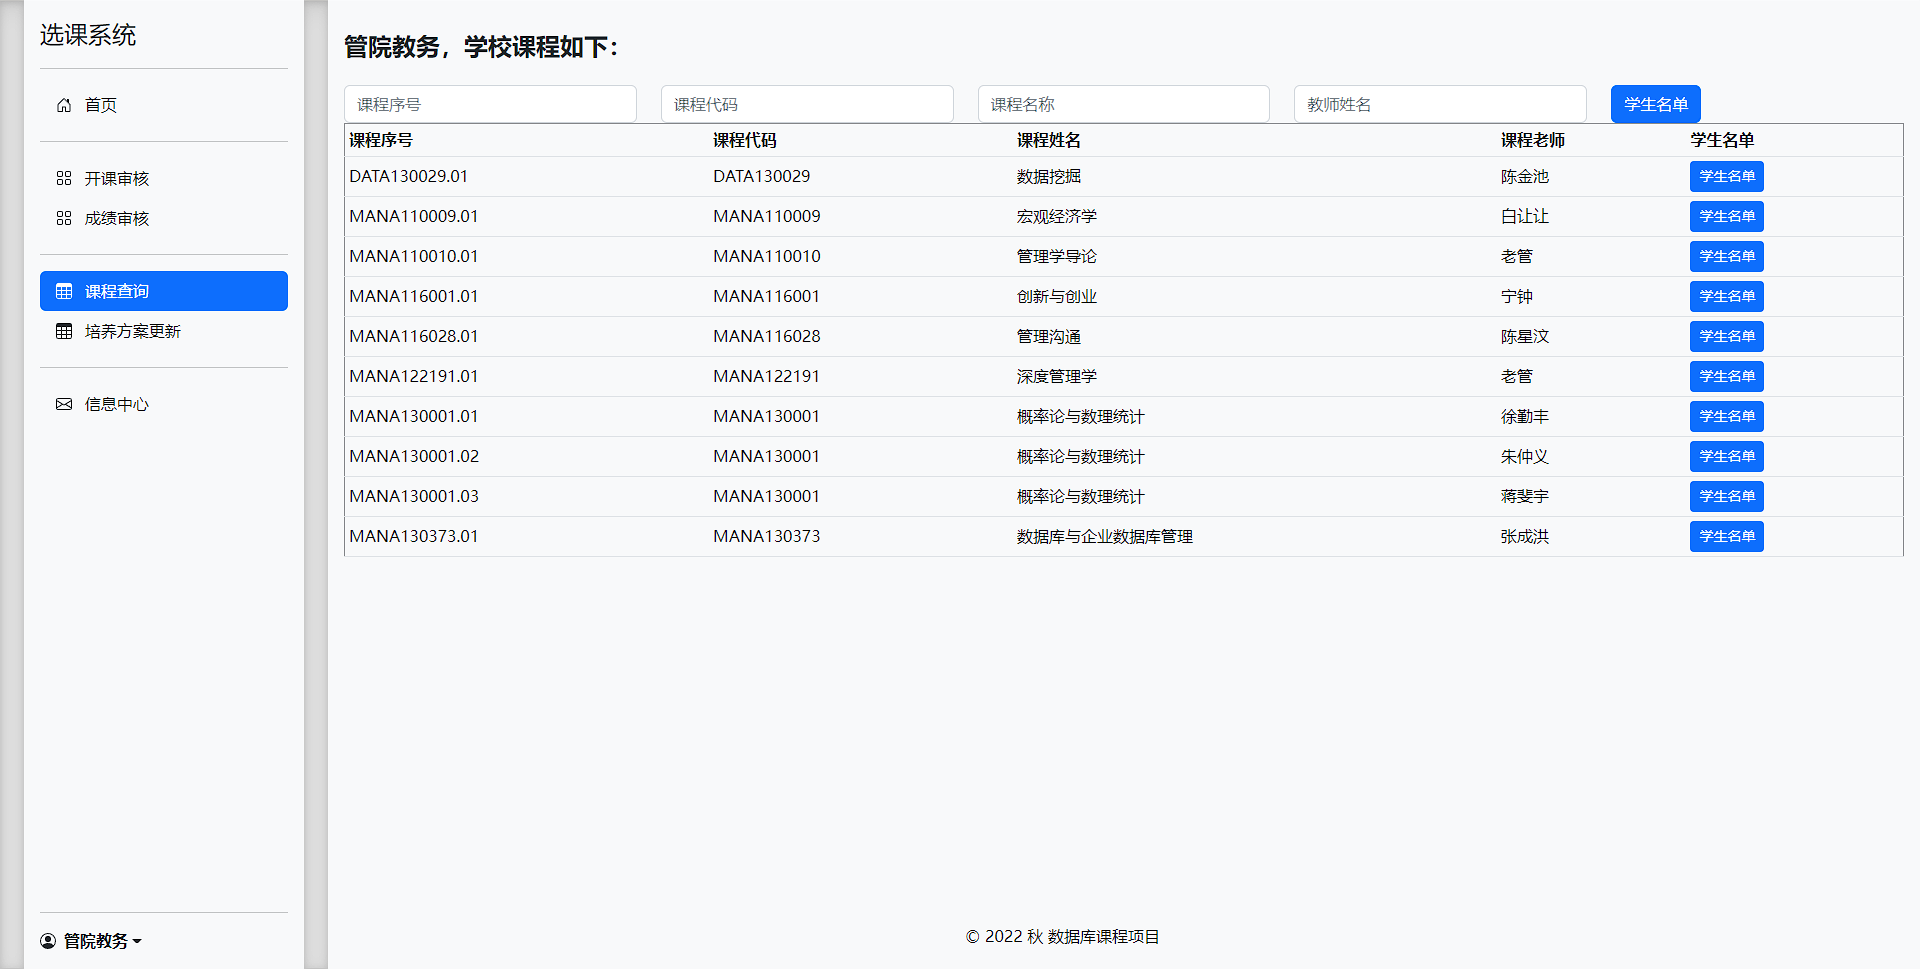 选课系统
首页
开课审核
成绩审核
课程查询
培养方案更新
信息中心
管院教务
管院教务，学校课程如下：
课程序号 课程代码 课程名称 教师姓名 学生名单
课程序号 课程代码 课程姓名 课程老师 学生名单
DATA130029.01 DATA130029 数据挖掘 陈金池 学生名单
MANA110009.01 MANA110009 宏观经济学 白让让 学生名单
MANA110010.01 MANA110010 管理学导论 老管 学生名单
MANA116001.01 MANA116001 创新与创业 宁钟 学生名单
MANA116028.01 MANA116028 管理沟通 陈星汶 学生名单
MANA122191.01 MANA122191 深度管理学 老管 学生名单
MANA130001.01 MANA130001 概率论与数理统计 徐勤丰 学生名单
MANA130001.02 MANA130001 概率论与数理统计 朱仲义 学生名单
MANA130001.03 MANA130001 概率论与数理统计 蒋斐宇 学生名单
MANA130373.01 MANA130373 数据库与企业数据库管理 张成洪 学生名单
© 2022 秋 数据库课程项目